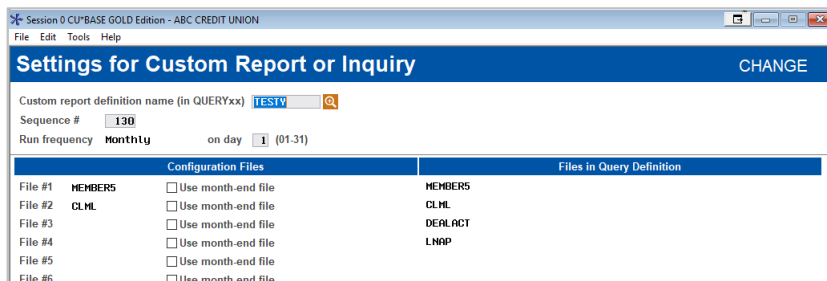 Session 0 CU*BASE GOLD Edition - ABC CREDIT UNION
File Edit Tools Help
Settings for Custom Report or Inquiry CHANGE
Custom report definition name (in QUERYxx) TESTY
Sequence # 130
Run frequency Monthly on day 1 (01-31)
Configuration Files Files in Query Definition
File #1 MEMBER5 Use month-end file MEMBER5
File #2 CLML Use month-end file CLML
File #3 Use month-end file DEALACT
File #4 Use month-end file LNAP
File #5 Use month-end file
File #6 Use month-end file